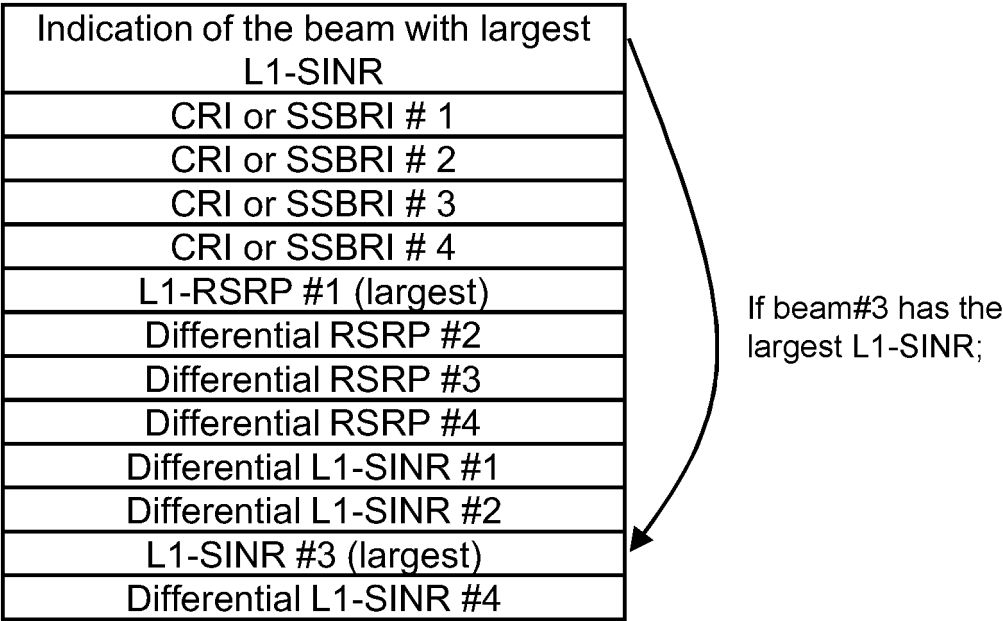 Indication of the beam with largest
L1-SINR
CRI or SSBRI # 1
CRI or SSBRI # 2
CRI or SSBRI # 3
CRI or SSBRI # 4
L1-RSRP #1 (largest)
Differential RSRP #2
Differential RSRP #3
Differential RSRP #4
Differential L1-SINR #1
Differential L1-SINR #2
L1-SINR #3 (largest)
Differential L1-SINR #4
If beam#3 has the
largest L1-SINR;